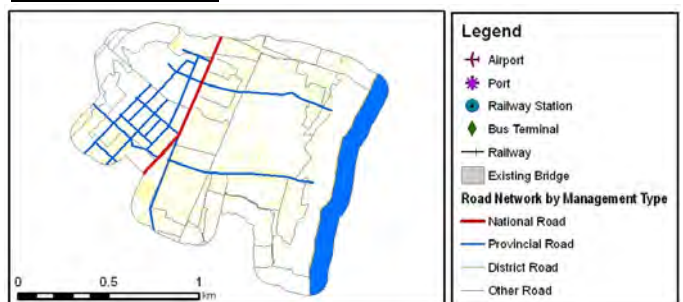 0 0.5 1
km
Legend
Airport
Port
Railway Station
Bus Terminal
Railway
Existing Bridge
Road Network by Management Type
National Road
Provincial Road
District Road
Other Road